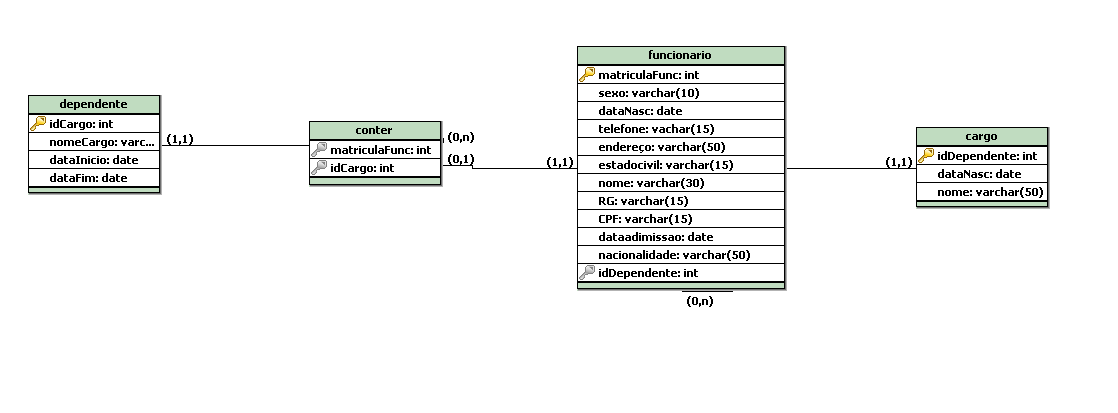 dependente
idCargo: int
nomeCargo: varc...
dataInicio: date
dataFim: date
(1,1)
conter
matriculaFunc: int
idCargo: int
(0,n)
(0,1)
(1,1)
funcionario
matriculaFunc: int
sexo: varchar(10)
dataNasc: date
telefone: vachar(15)
endereço: varchar(50)
estadocivil: varchar(15)
nome: varchar(30)
RG: varchar(15)
CPF: varchar(15)
dataadimissao: date
nacionalidade: varchar(50)
idDependente: int
(0,n)
(1,1)
cargo
idDependente: int
dataNasc: date
nome: varchar(50)